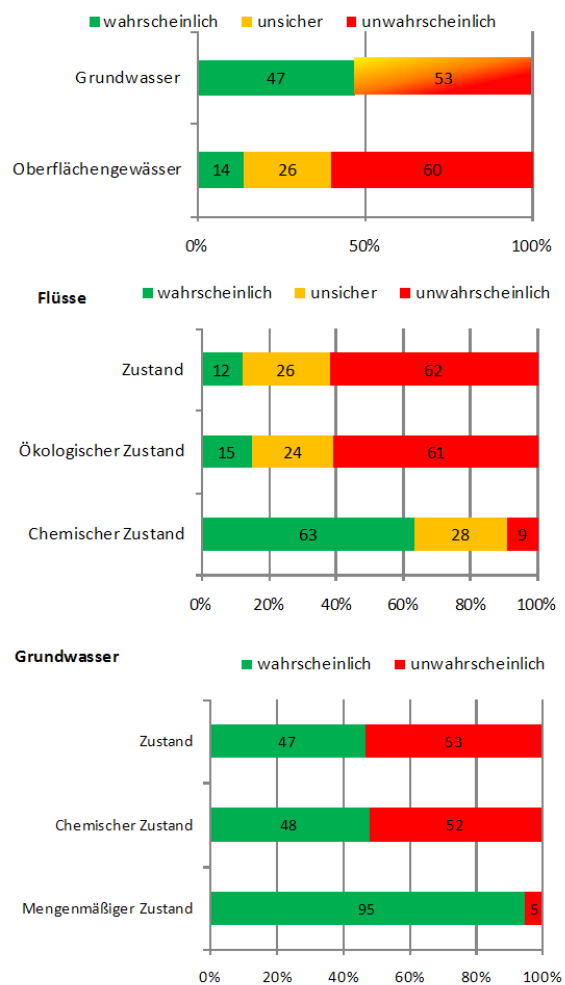 wahrscheinlich unsicher unwahrscheinlich
Grundwasser 47 53
Oberflächengewässer 14 26 60
0% 50% 100%
Flüsse wahrscheinlich unsicher unwahrscheinlich
Zustand 12 26 62
Ökologischer Zustand 15 24 61
Chemischer Zustand 63 28 9
0% 20% 40% 60% 80% 100%
Grundwasser wahrscheinlich unwahrscheinlich
Zustand 47 53
Chemischer Zustand 48 52
Mengenmäßiger Zustand 95 5
0% 20% 40% 60% 80% 100%